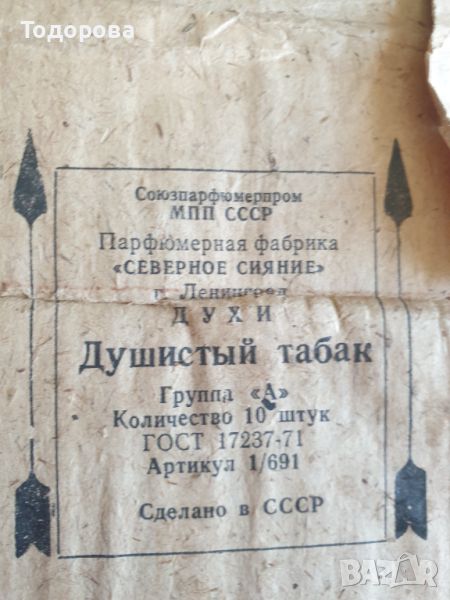 Тодорова
Союзпарфюмерпром
МПП СССР
Парфюмерная фабрика
«СЕВЕРНОЕ СИЯНИЕ»
г. Ленинград
ДУХИ
Душистый табак
Группа «А»
Количество 10 штук
ГОСТ 17237-71
Артикул 1/691
Сделано в СССР
BAZAR